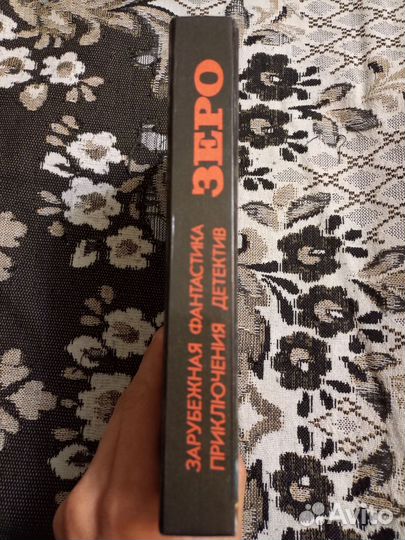 ЗАРУБЕЖНАЯ ФАНТАСТИКА
ПРИКЛЮЧЕНИЯ ДЕТЕКТИВ
ЗЕРО
Avito